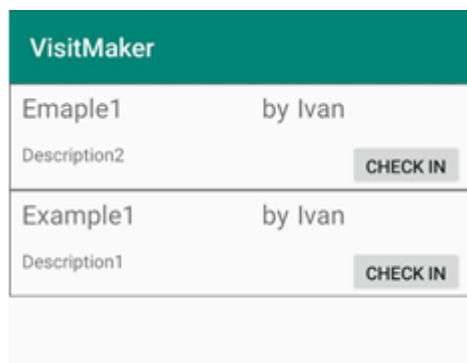 VisitMaker
Emaple1 by Ivan
Description2
CHECK IN
Example1 by Ivan
Description1
CHECK IN